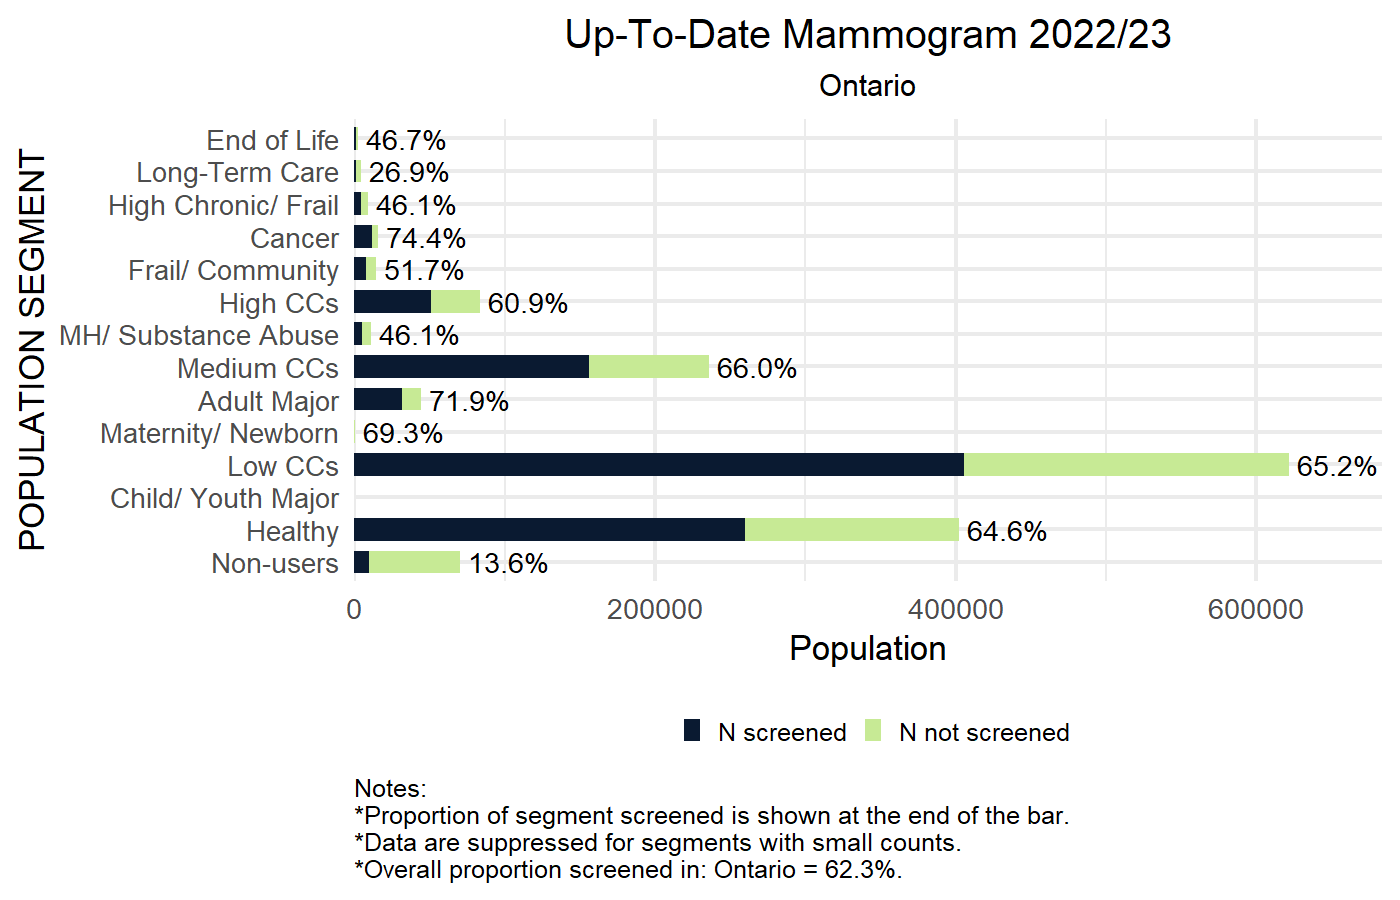 Up-To-Date Mammogram 2022/23
Ontario
POPULATION SEGMENT
End of Life 46.7%
Long-Term Care 26.9%
High Chronic/ Frail 46.1%
Cancer 74.4%
Frail/ Community 51.7%
High CCs 60.9%
MH/ Substance Abuse 46.1%
Medium CCs 66.0%
Adult Major 71.9%
Maternity/ Newborn 69.3%
Low CCs 65.2%
Child/ Youth Major
Healthy 64.6%
Non-users 13.6%
0 200000 400000 600000
Population
N screened N not screened
Notes:
*Proportion of segment screened is shown at the end of the bar.
*Data are suppressed for segments with small counts.
*Overall proportion screened in: Ontario = 62.3%.